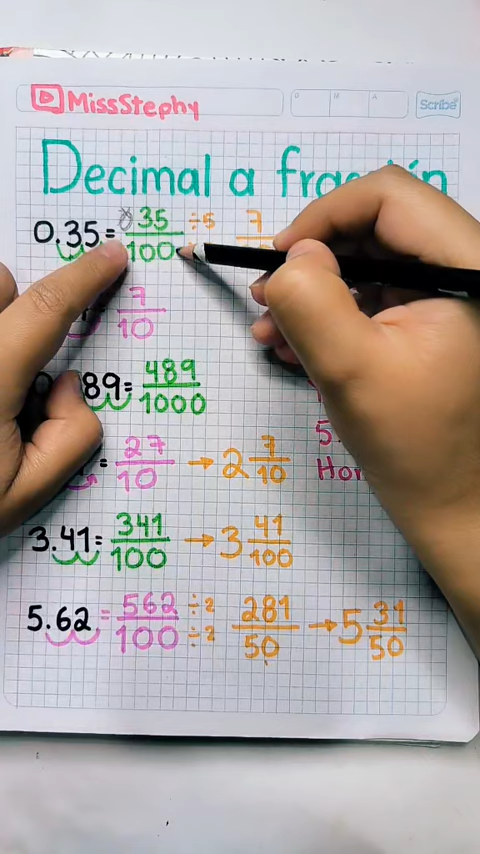 MissStephy
D M A
Scribe
Decimal a fracción
0.35= 35/100 ÷5 7
7/10
89= 489/1000
= 27/10 → 2 7/10
3.41= 341/100 → 3 41/100
5.62 = 562/100 ÷2 ÷2 281/50 → 5 31/50
5.
Hor